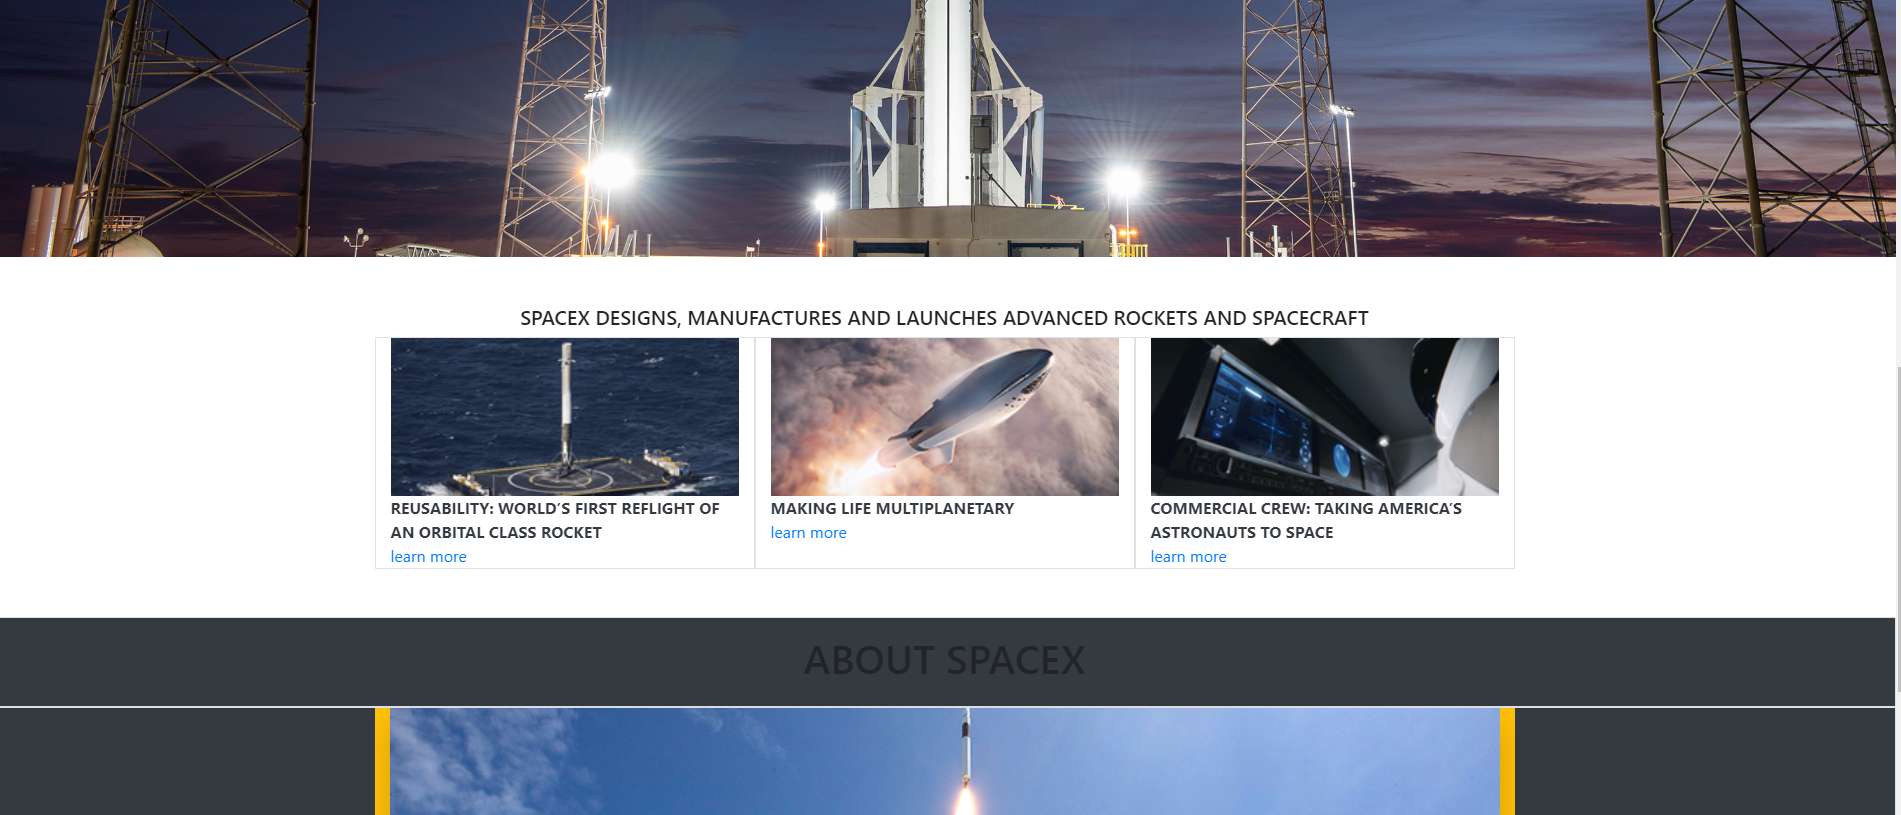 SPACEX DESIGNS, MANUFACTURES AND LAUNCHES ADVANCED ROCKETS AND SPACECRAFT
REUSABILITY: WORLD’S FIRST REFLIGHT OF
AN ORBITAL CLASS ROCKET
learn more
MAKING LIFE MULTIPLANETARY
learn more
COMMERCIAL CREW: TAKING AMERICA’S
ASTRONAUTS TO SPACE
learn more
ABOUT SPACEX